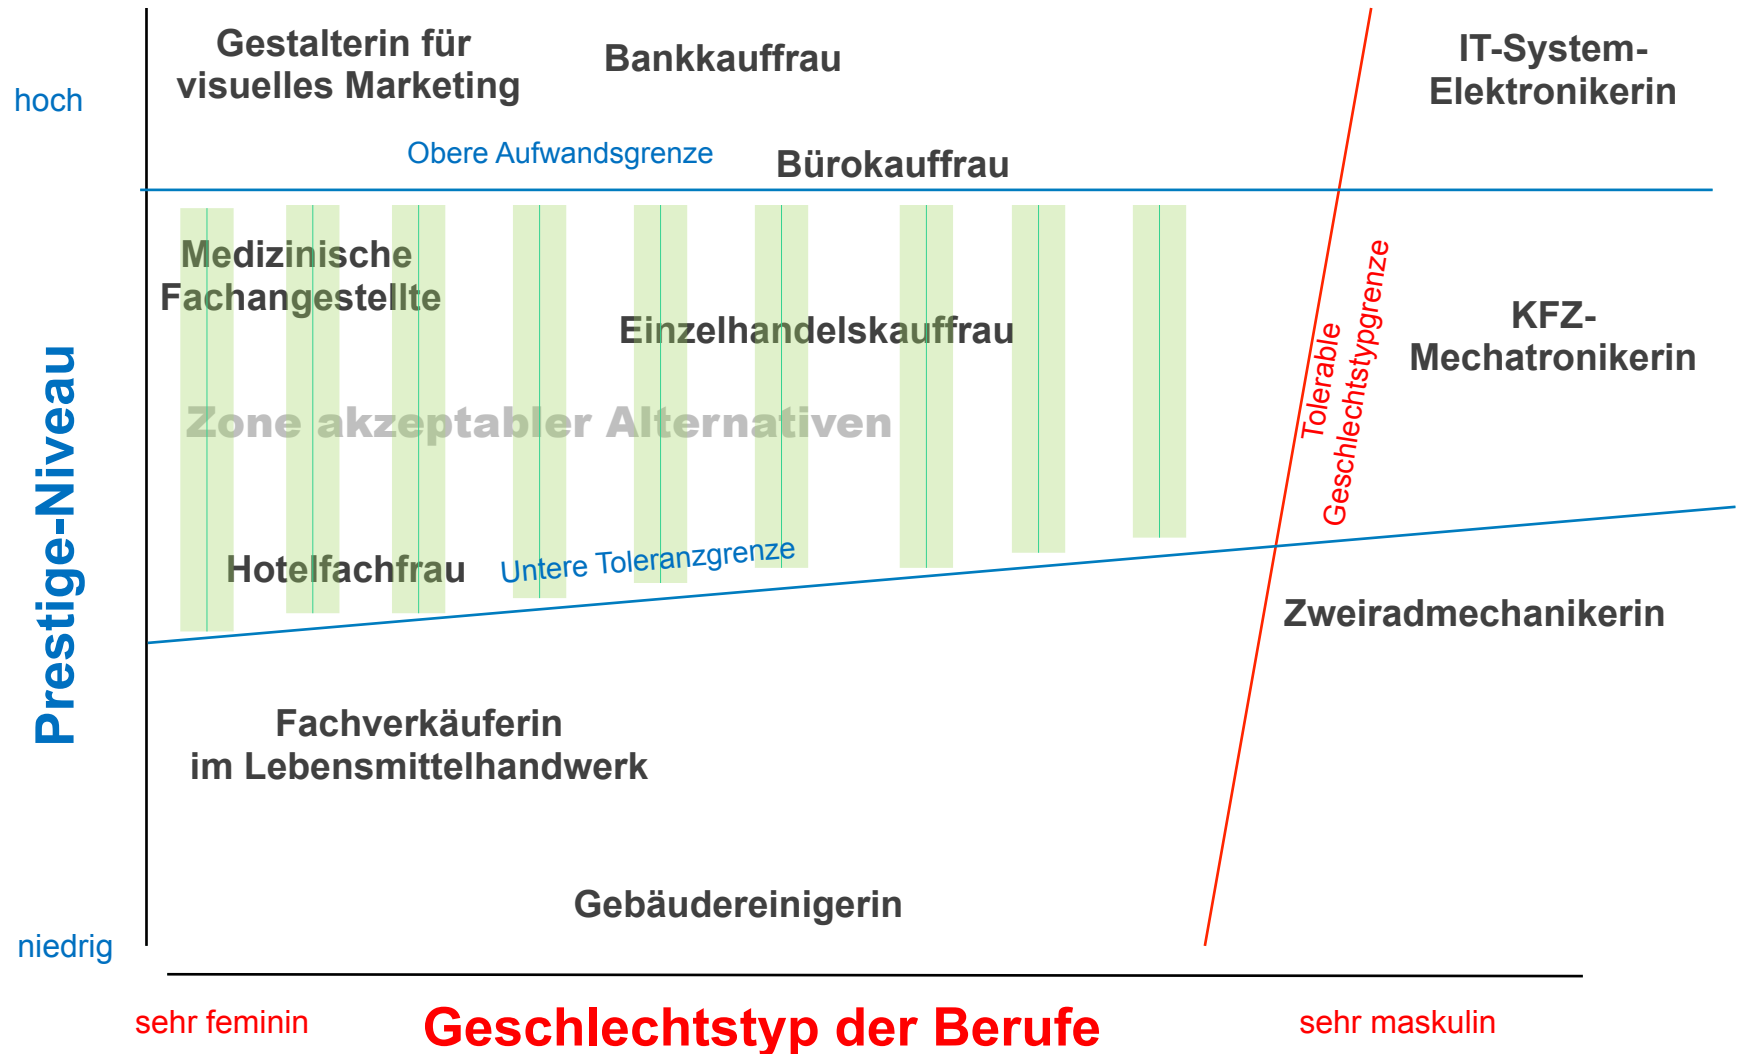 Gestalterin für
visuelles Marketing
Bankkauffrau
IT-System-
Elektronikerin
hoch
Obere Aufwandsgrenze
Bürokauffrau
Medizinische
Fachangestellte
Einzelhandelskauffrau
Tolerable
Geschlechtstypgrenze
KFZ-
Mechatronikerin
Prestige-Niveau
Zone akzeptabler Alternativen
Hotelfachfrau
Untere Toleranzgrenze
Zweiradmechanikerin
Fachverkäuferin
im Lebensmittelhandwerk
Gebäudereinigerin
niedrig
sehr feminin
Geschlechtstyp der Berufe
sehr maskulin